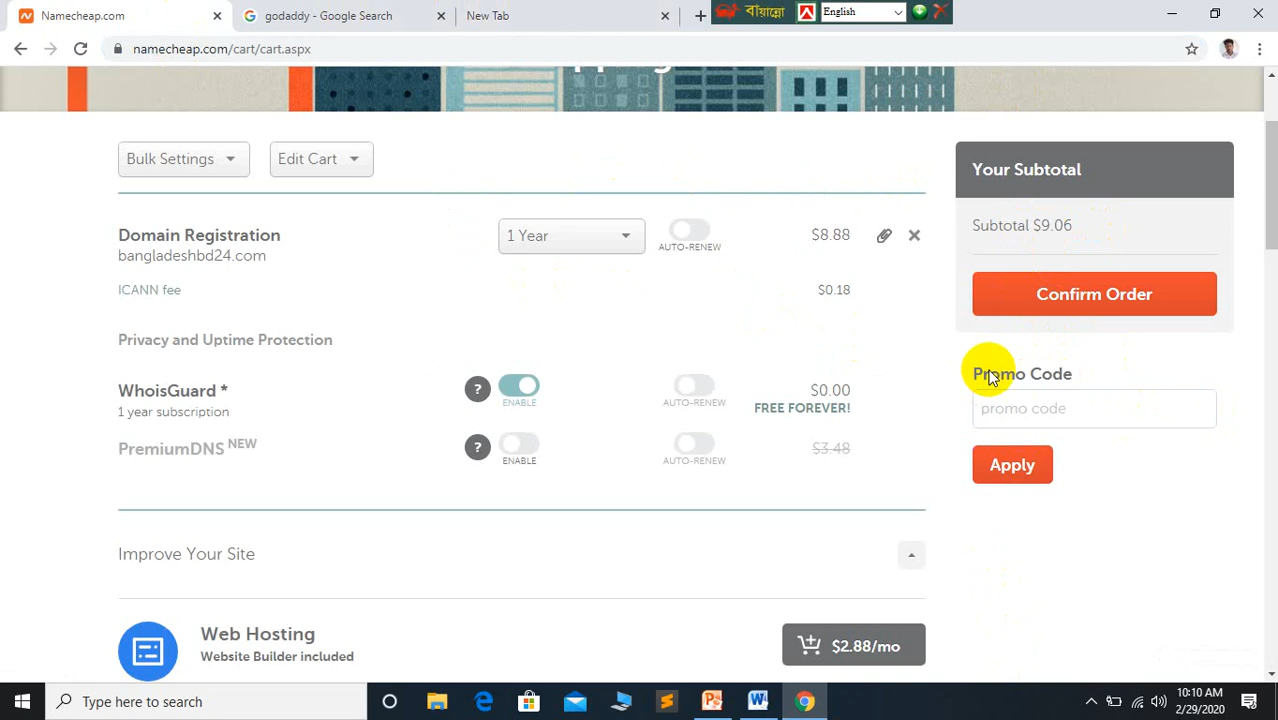 Namecheap.com
godaddy - Google Search
New Tab
বায়ান্নো
English
namecheap.com/cart/cart.aspx
Bulk Settings
Edit Cart
Your Subtotal
Subtotal $9.06
Domain Registration
bangladeshbd24.com
1 Year
AUTO-RENEW
$8.88
ICANN fee
$0.18
Confirm Order
Privacy and Uptime Protection
Promo Code
WhoisGuard *
1 year subscription
?
ENABLE
AUTO-RENEW
$0.00
FREE FOREVER!
promo code
PremiumDNS NEW
?
ENABLE
AUTO-RENEW
$3.48
Apply
Improve Your Site
Web Hosting
Website Builder included
$2.88/mo
Type here to search
10:10 AM
2/29/2020